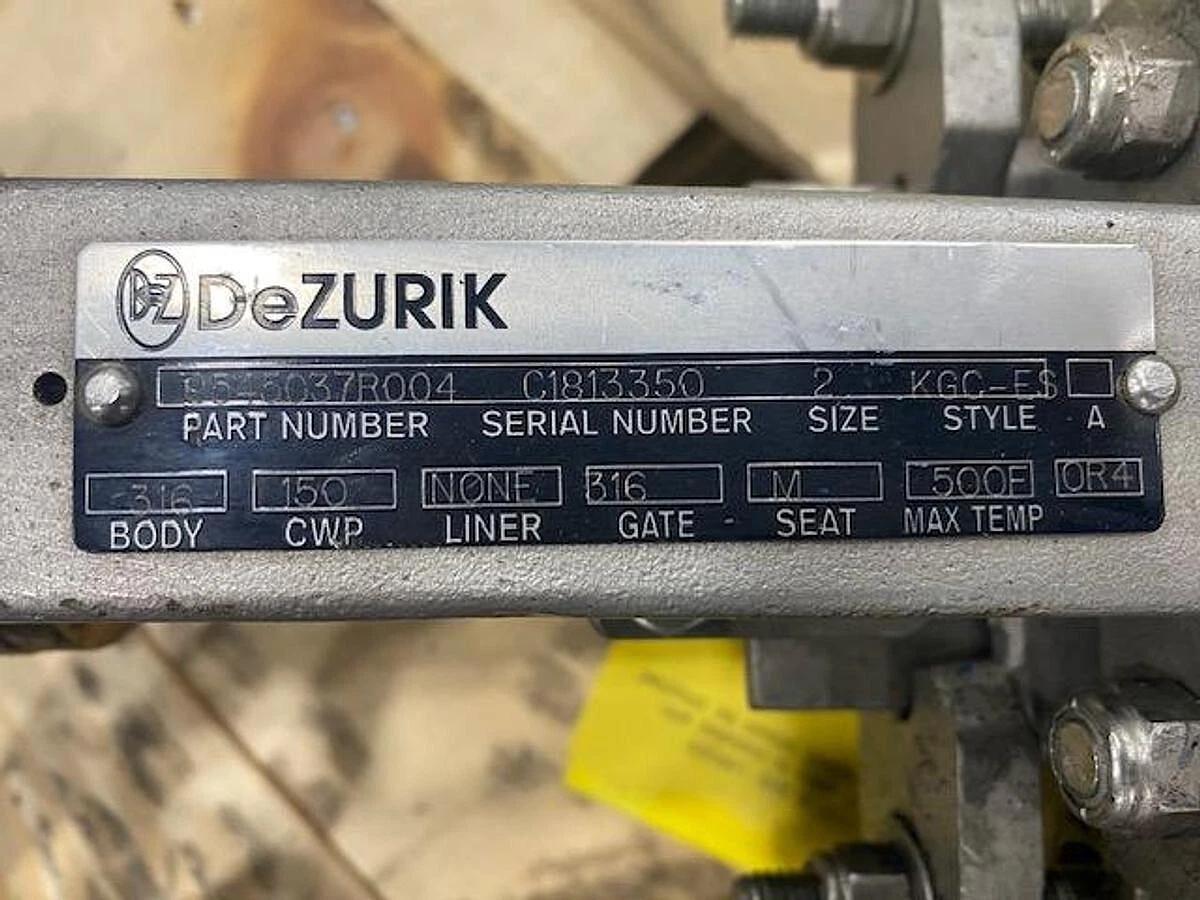 DeZ DeZURIK
C1813350 2 KGC-ES
PART NUMBER SERIAL NUMBER SIZE STYLE A
316 150 NONE 316 M 500F OR4
BODY CWP LINER GATE - SEAT MAX TEMP